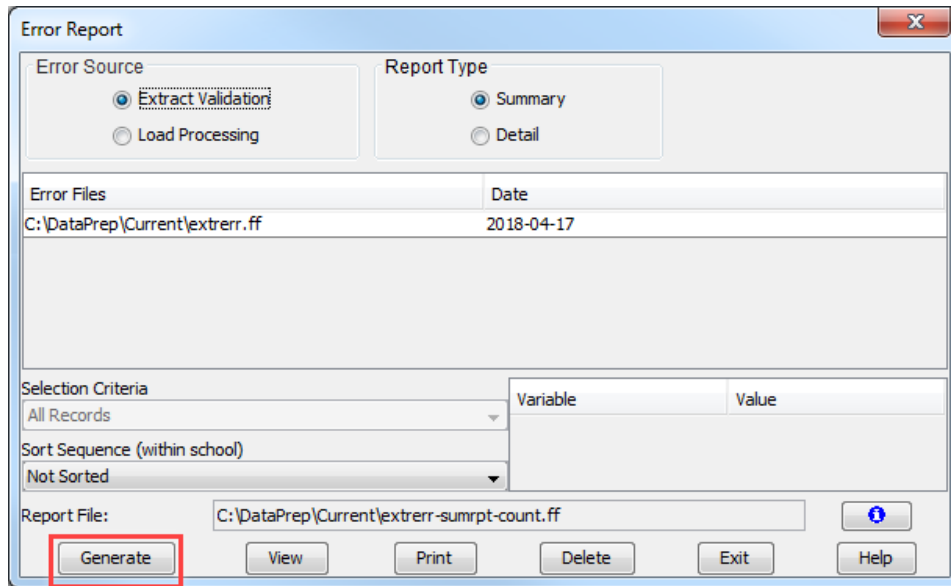 Error Report
Error Source
Report Type
Extract Validation
Summary
Load Processing
Detail
Error Files
Date
C:\DataPrep\Current\extrerr.ff
2018-04-17
Selection Criteria
Variable
Value
All Records
Sort Sequence (within school)
Not Sorted
Report File:
C:\DataPrep\Current\extrerr-sumrpt-count.ff
Generate
View
Print
Delete
Exit
Help